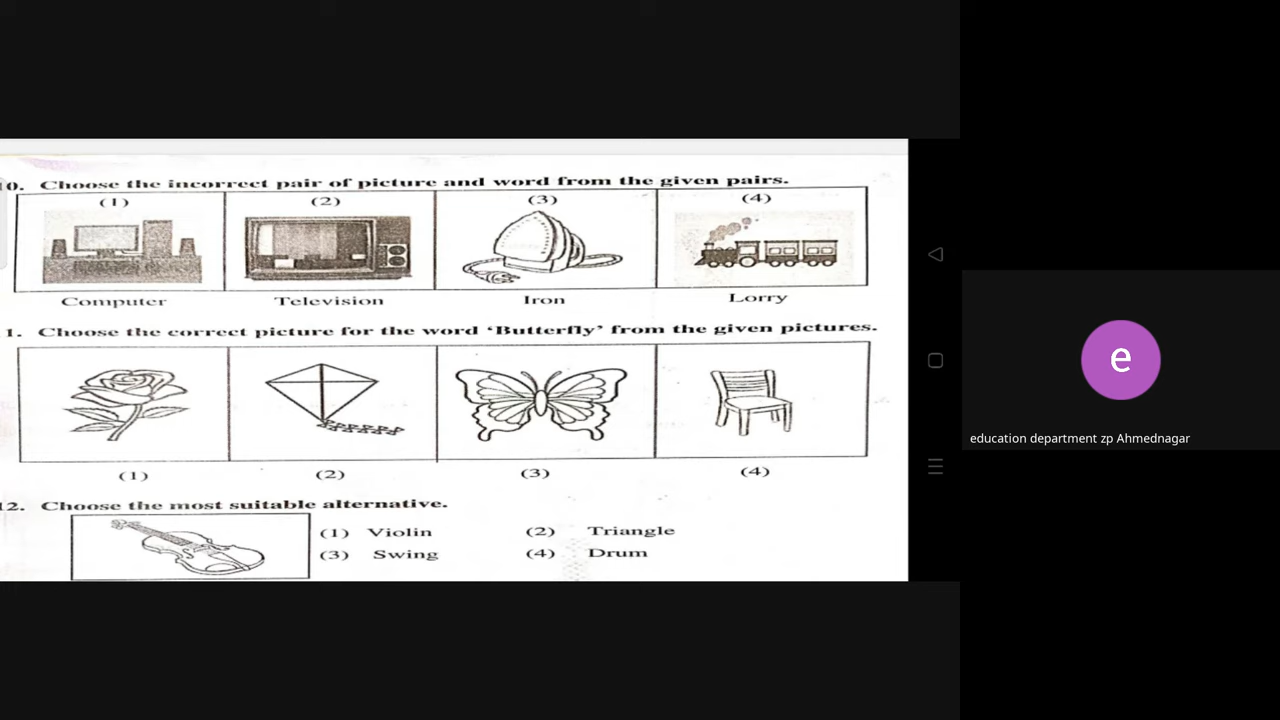 10. Choose the incorrect pair of picture and word from the given pairs.
(1) (2) (3) (4)
Computer Television Iron Lorry
1. Choose the correct picture for the word ‘Butterfly’ from the given pictures.
(1) (2) (3) (4)
12. Choose the most suitable alternative.
(1) Violin (2) Triangle
(3) Swing (4) Drum
e
education department zp Ahmednagar